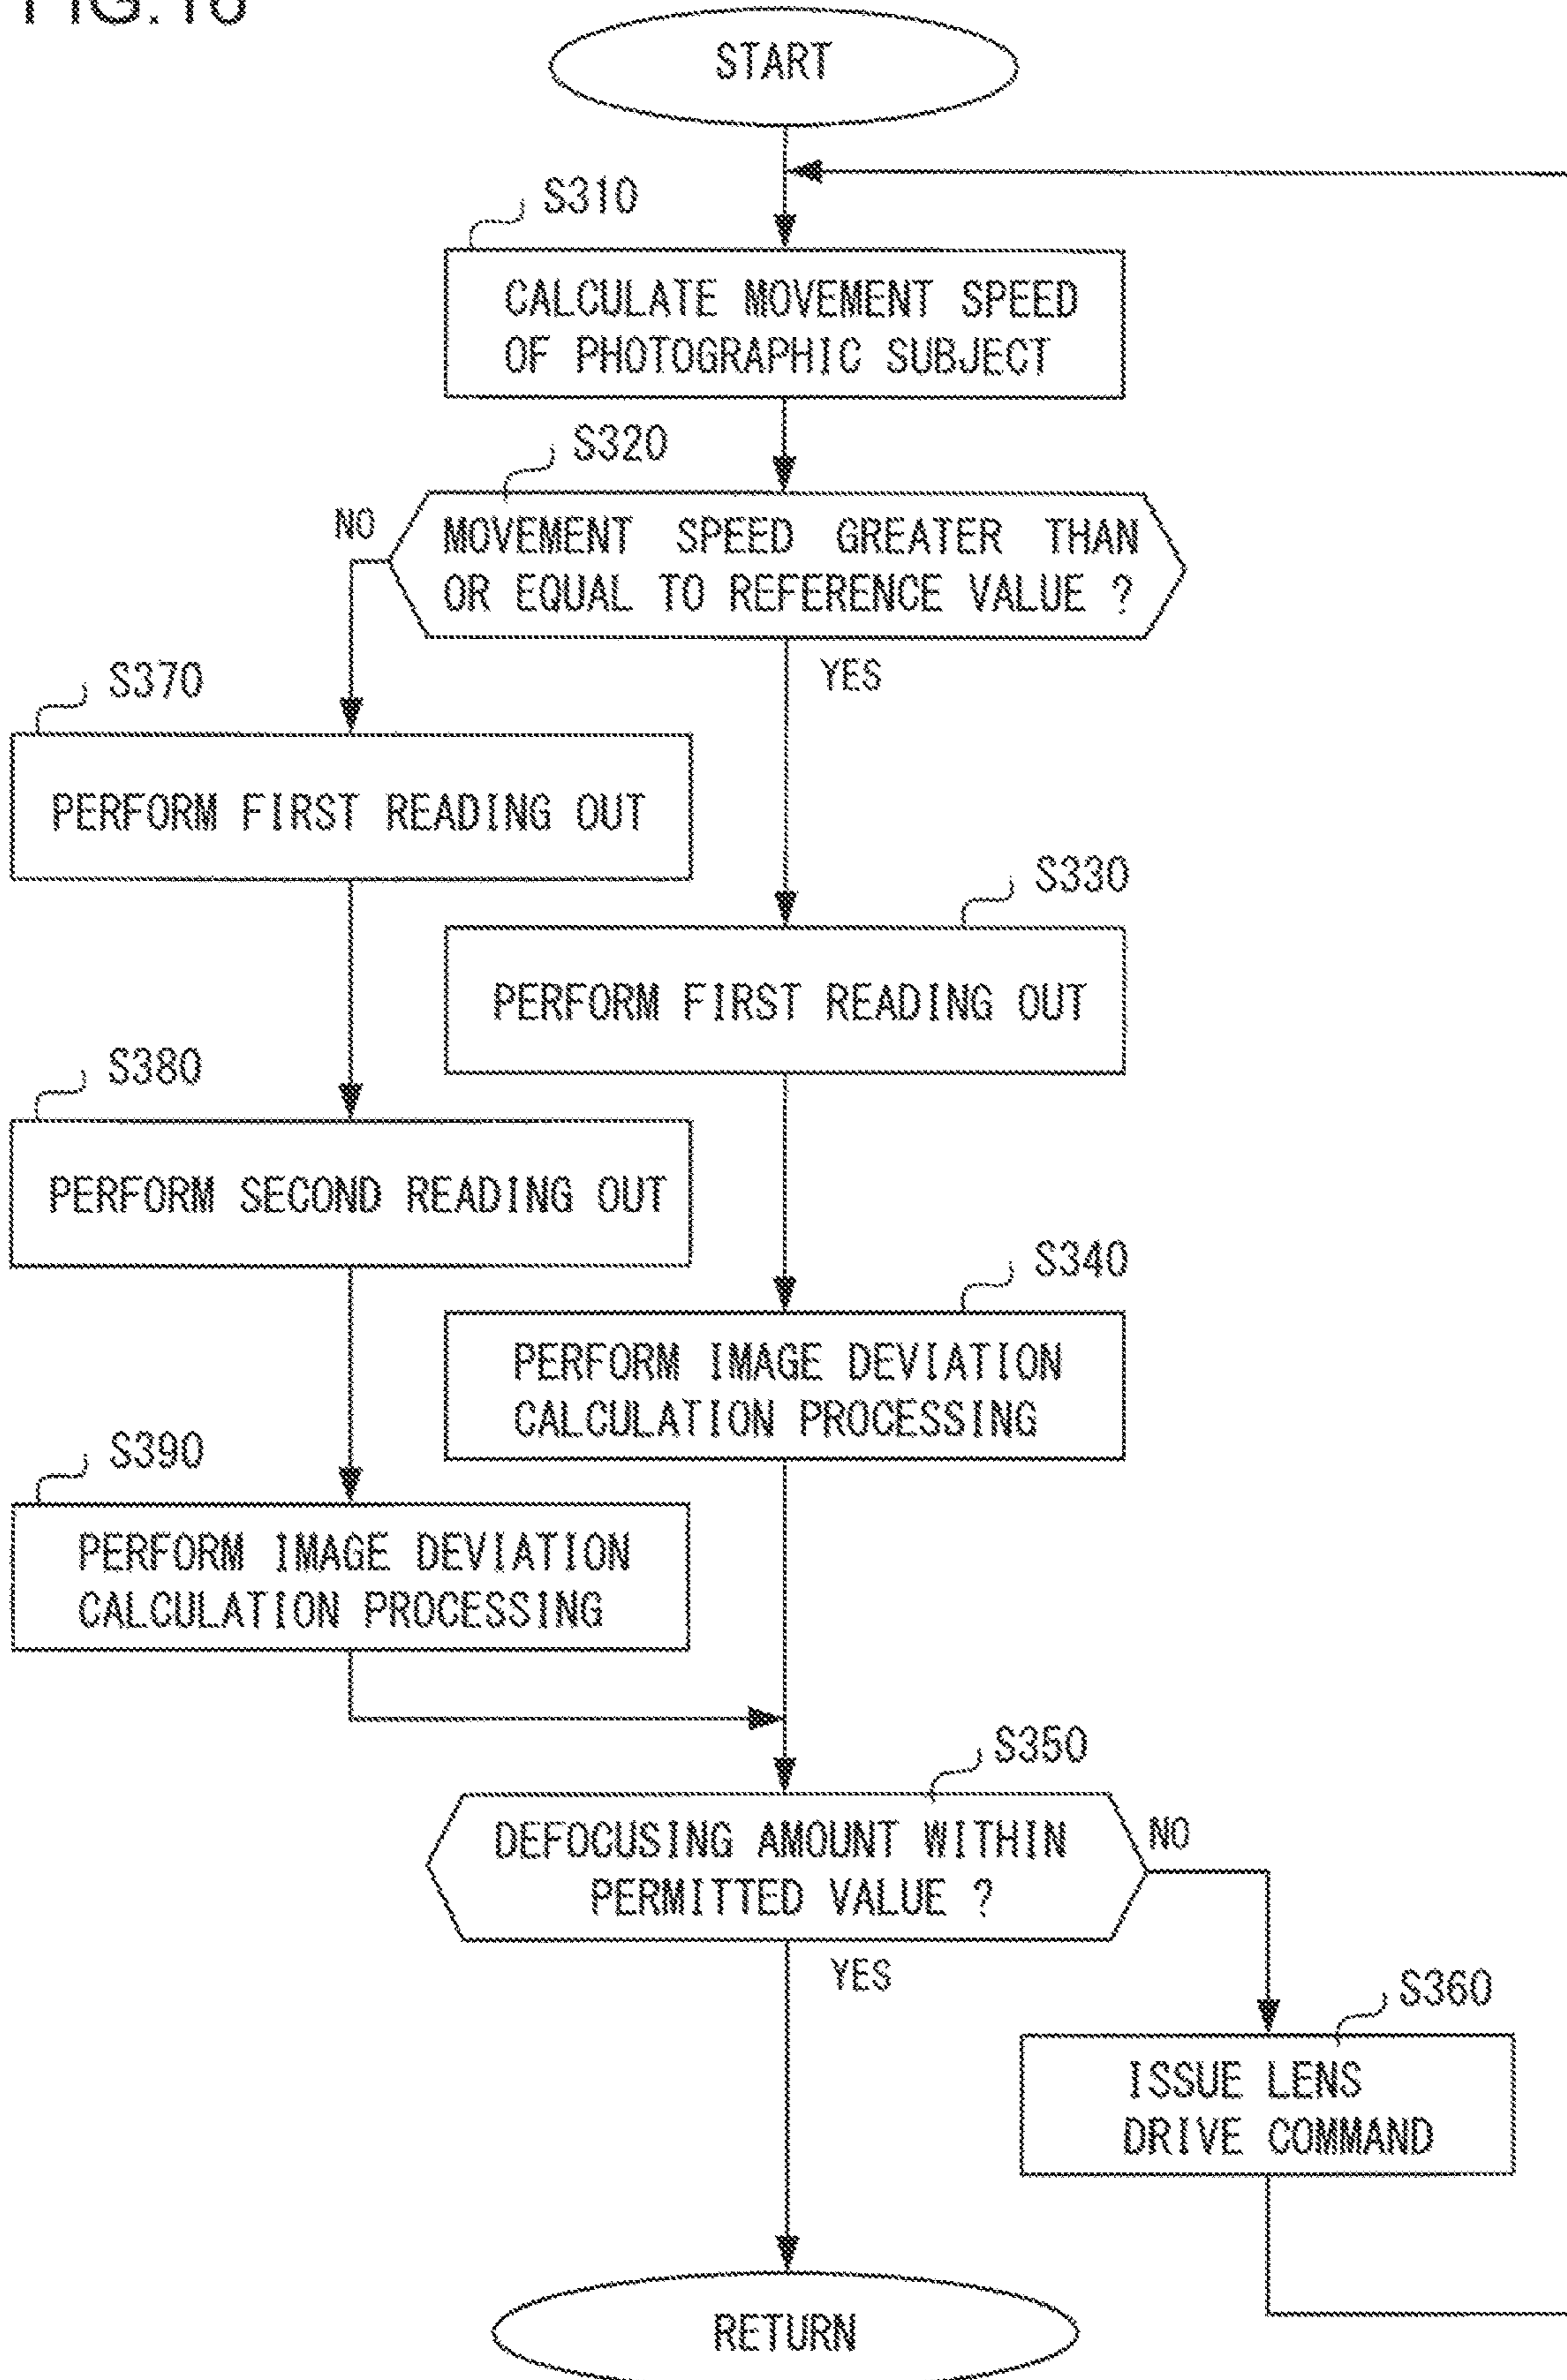 START
S310
CALCULATE MOVEMENT SPEED
OF PHOTOGRAPHIC SUBJECT
S320
NO
MOVEMENT SPEED GREATER THAN
OR EQUAL TO REFERENCE VALUE ?
YES
S370
PERFORM FIRST READING OUT
S330
PERFORM FIRST READING OUT
S380
PERFORM SECOND READING OUT
S340
PERFORM IMAGE DEVIATION
CALCULATION PROCESSING
S390
PERFORM IMAGE DEVIATION
CALCULATION PROCESSING
S350
DEFOCUSING AMOUNT WITHIN
PERMITTED VALUE ?
NO
YES
S360
ISSUE LENS
DRIVE COMMAND
RETURN